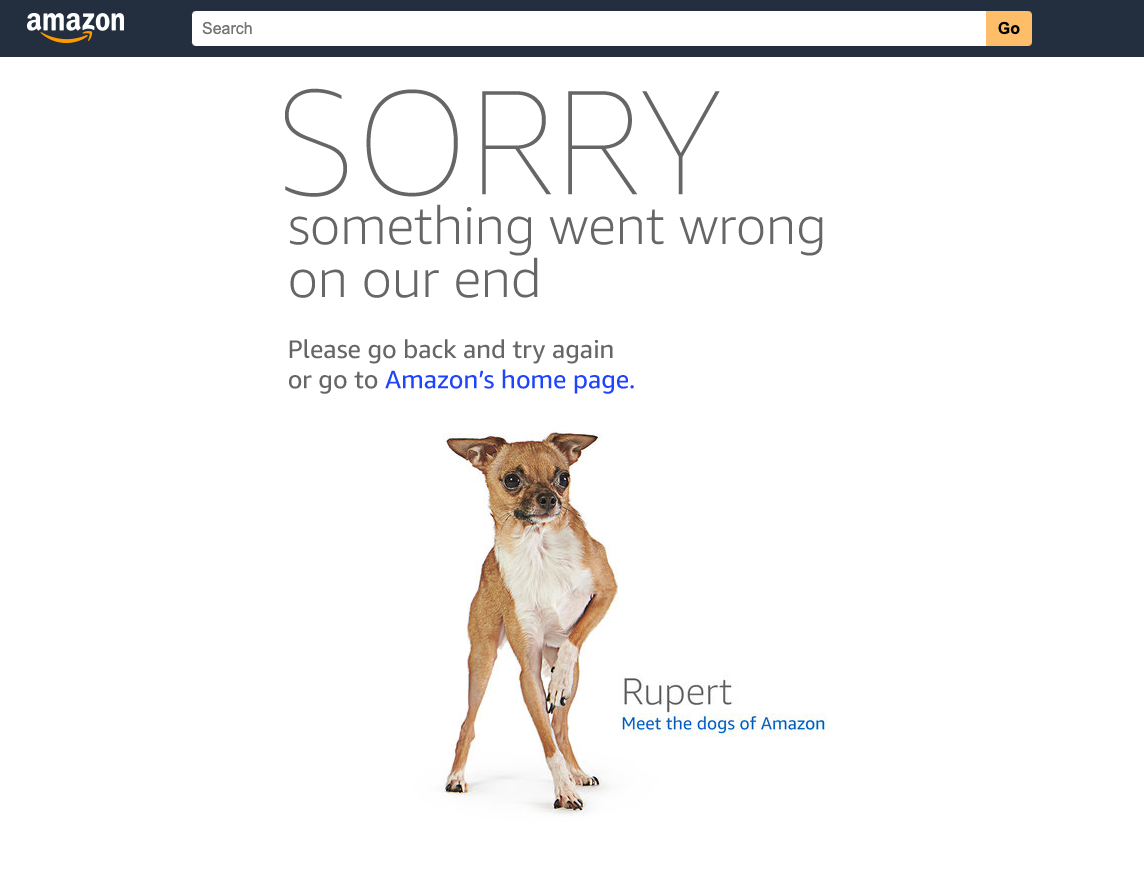 amazon
Search
Go
SORRY
something went wrong
on our end
Please go back and try again
or go to Amazon’s home page.
Rupert
Meet the dogs of Amazon